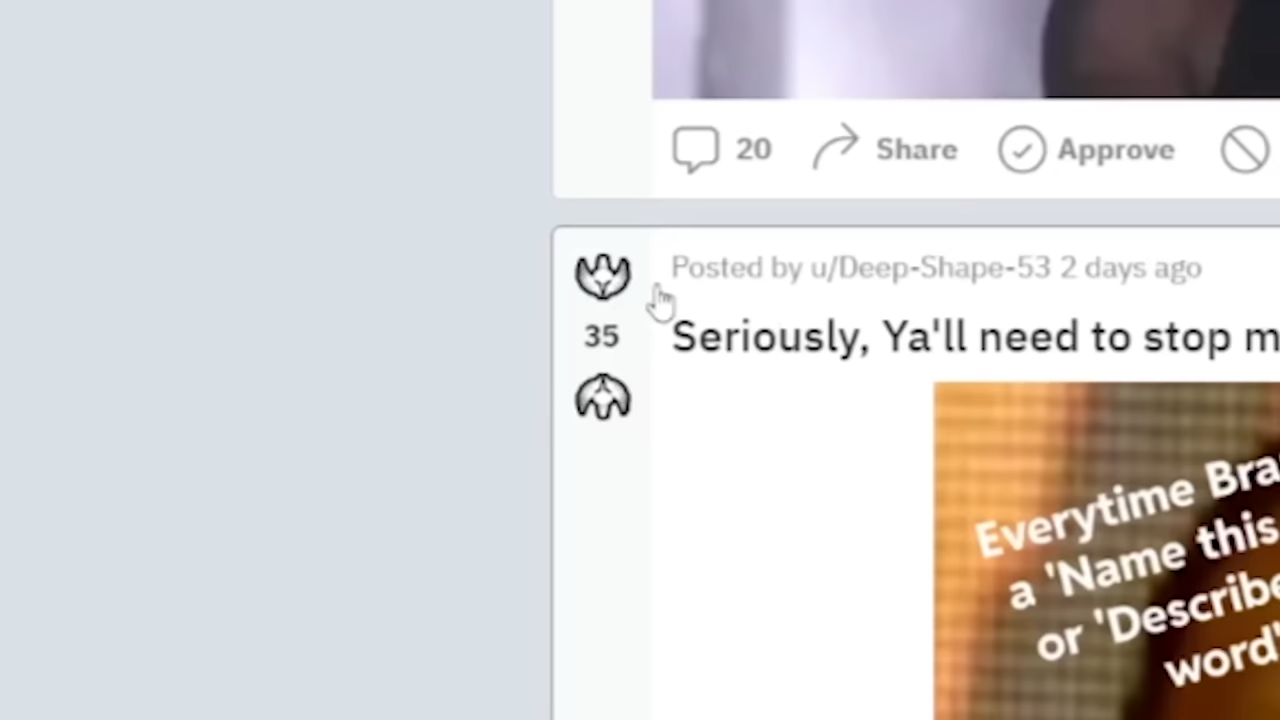 20 Share Approve
Posted by u/Deep-Shape-53 2 days ago
35
Seriously, Ya'll need to stop
Everytime
a 'Name this
or 'Describe
word'